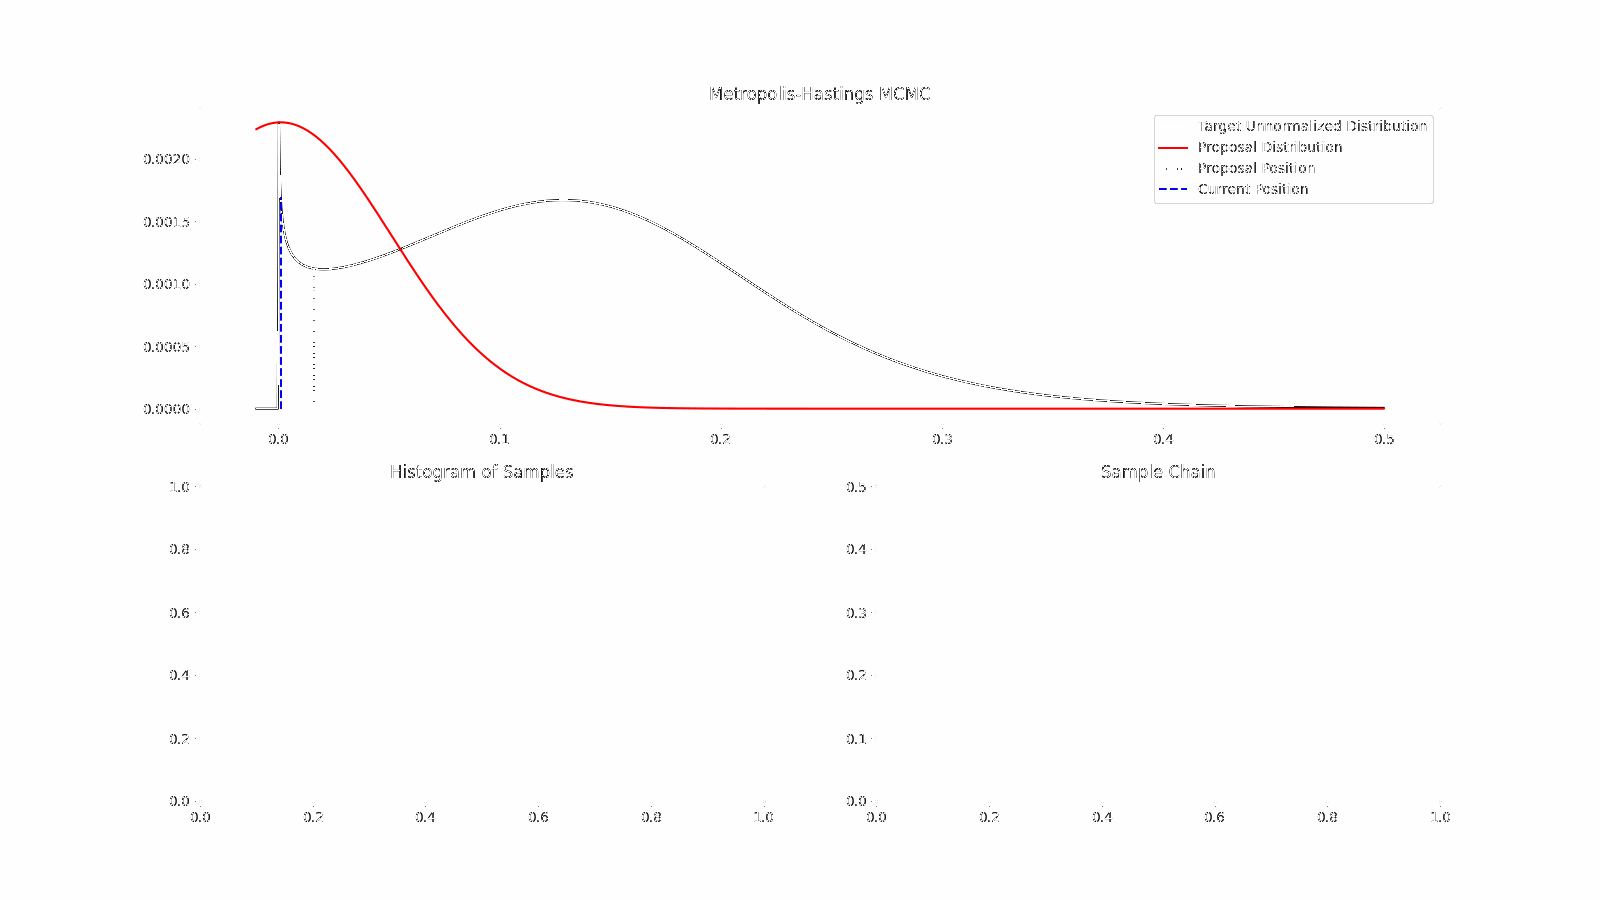 Metropolis-Hastings MCMC
Target Unnormalized Distribution
Proposal Distribution
Proposal Position
Current Position
0.0020
0.0015
0.0010
0.0005
0.0000
0.0 0.1 0.2 0.3 0.4 0.5
Histogram of Samples
1.0
0.8
0.6
0.4
0.2
0.0
0.0 0.2 0.4 0.6 0.8 1.0
Sample Chain
0.5
0.4
0.3
0.2
0.1
0.0
0.0 0.2 0.4 0.6 0.8 1.0